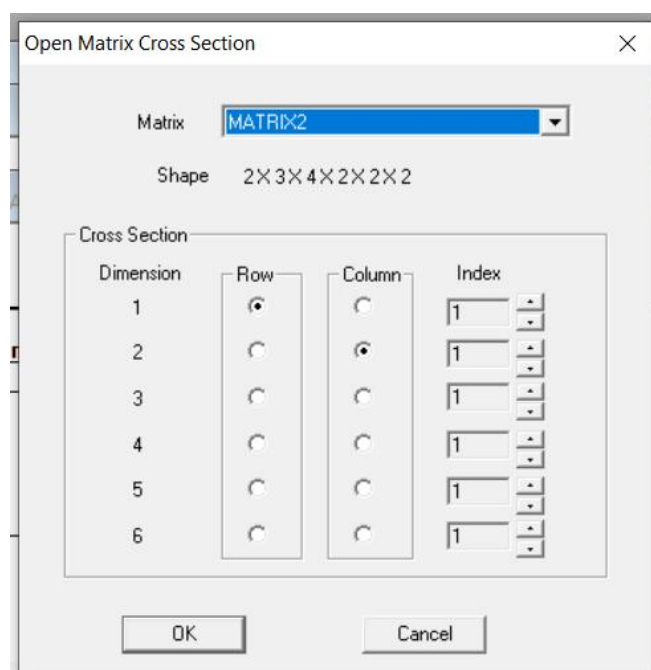 Open Matrix Cross Section
Matrix MATRIX2
Shape 2X3X4X2X2X2
Cross Section
Dimension Row Column Index
1 1
2 1
3 1
4 1
5 1
6 1
OK Cancel